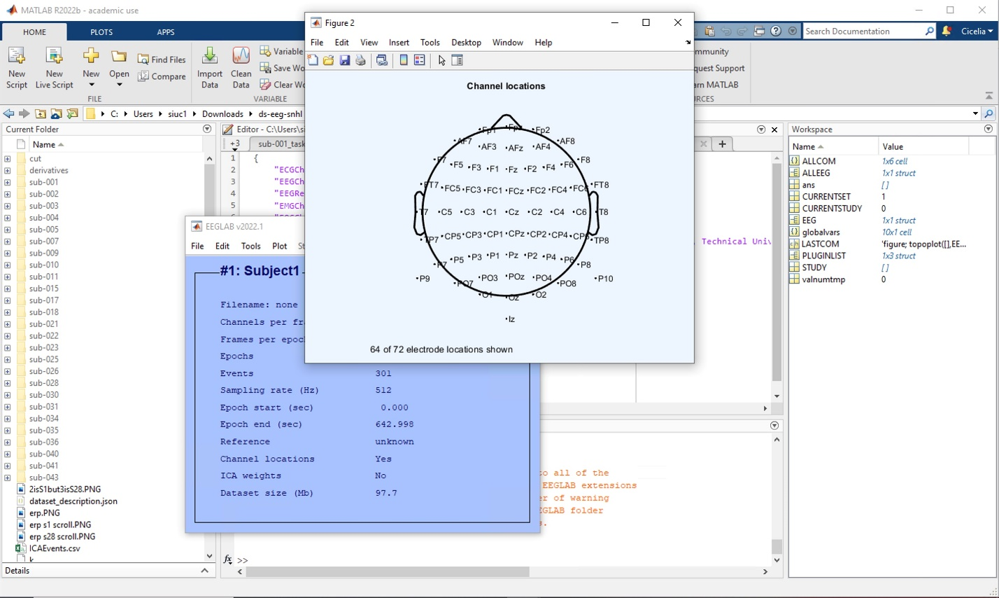 MATLAB R2022b - academic use
HOME PLOTS APPS
Search Documentation
Cicelia
New Script
New Live Script
New
Open
Find Files
Compare
Import Data
Clean Data
Variable
Save Wo
Clear Wo
FILE
VARIABLE
mmunity
quest Support
arn MATLAB
RCES
C: Users siuc1 Downloads ds-eeg-snhl
Current Folder
Name
cut
derivatives
sub-001
sub-002
sub-003
sub-004
sub-005
sub-007
sub-009
sub-010
sub-011
sub-015
sub-017
sub-018
sub-021
sub-022
sub-023
sub-025
sub-026
sub-028
sub-030
sub-031
sub-034
sub-035
sub-036
sub-040
sub-041
sub-043
2isS1but3isS28.PNG
dataset_description.json
erp.PNG
erp s1 scroll.PNG
erp s28 scroll.PNG
ICAEvents.csv
Details
Editor - C:\Users\si
+3 sub-001_task
1 {
2 "ECGCh
3 "EEGCh
4 "EEGRe
5 "EMGCh
, Technical Univ
EEGLAB v2022.1
File Edit Tools Plot St
#1: Subject1
Filename: none
Channels per fra
Frames per epoch
Epochs
Events 301
Sampling rate (Hz) 512
Epoch start (sec) 0.000
Epoch end (sec) 642.998
Reference unknown
Channel locations Yes
ICA weights No
Dataset size (Mb) 97.7
Figure 2
File Edit View Insert Tools Desktop Window Help
Channel locations
Fp1 Fpz Fp2
AF7 AF3 AFz AF4 AF8
F7 F5 F3 F1 Fz F2 F4 F6 F8
FT7 FC5 FC3 FC1 FCz FC2 FC4 FC6 FT8
T7 C5 C3 C1 Cz C2 C4 C6 T8
TP7 CP5 CP3 CP1 CPz CP2 CP4 CP6 TP8
P7 P5 P3 P1 Pz P2 P4 P6 P8
P9 PO7 PO3 POz PO4 PO8 P10
O1 Oz O2
Iz
64 of 72 electrode locations shown
to all of the
EEGLAB extensions
er of warning
EGLAB folder
s.
fx >>
Workspace
Name Value
ALLCOM 1x6 cell
ALLEEG 1x1 struct
ans []
CURRENTSET 1
CURRENTSTUDY 0
EEG 1x1 struct
globalvars 10x1 cell
LASTCOM 'figure; topoplot([],EE...
PLUGINLIST 1x3 struct
STUDY []
valnumtmp 0